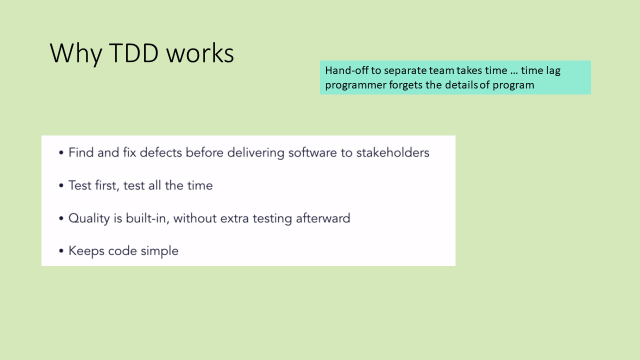 Why TDD works
Hand-off to separate team takes time ... time lag
programmer forgets the details of program
• Find and fix defects before delivering software to stakeholders
• Test first, test all the time
• Quality is built-in, without extra testing afterward
• Keeps code simple